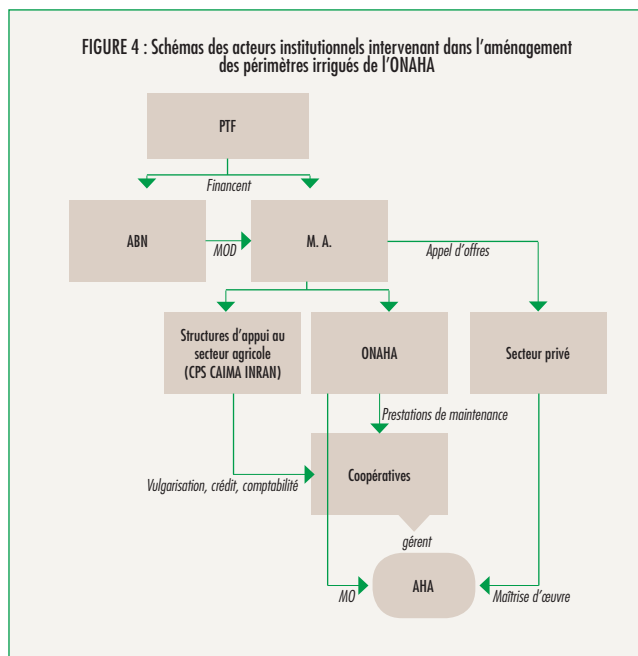 FIGURE 4 : Schémas des acteurs institutionnels intervenant dans l'aménagement
des périmètres irrigués de l'ONAHA
PTF
Financent
ABN
MOD
M. A.
Appel d'offres
Structures d'appui au
secteur agricole
(CPS CAIMA INRAN)
ONAHA
Secteur privé
Prestations de maintenance
Coopératives
Vulgarisation, crédit, comptabilité
gérent
AHA
MO
Maîtrise d'œuvre